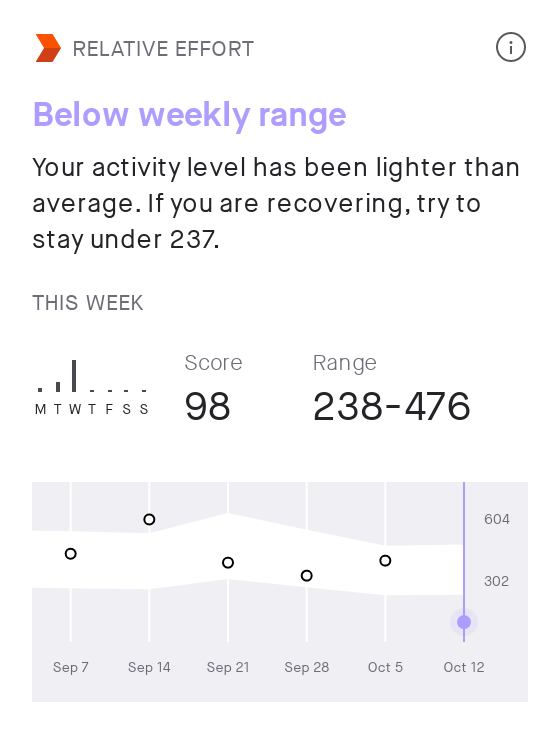 RELATIVE EFFORT
Below weekly range
Your activity level has been lighter than
average. If you are recovering, try to
stay under 237.
THIS WEEK
Score Range
98 238-476
M T W T F S S
604
302
Sep 7 Sep 14 Sep 21 Sep 28 Oct 5 Oct 12